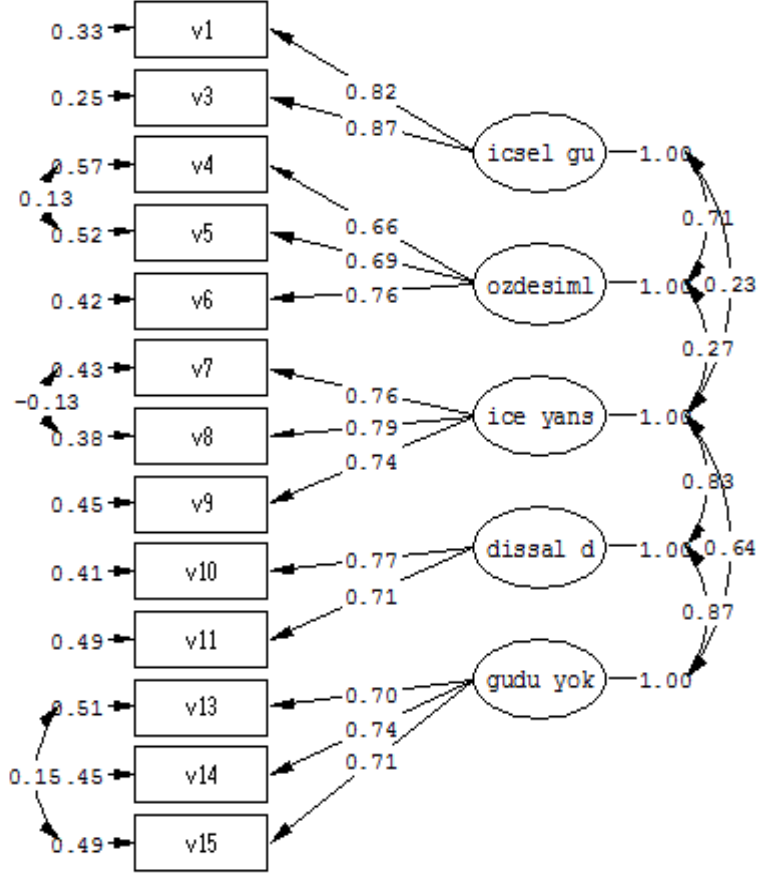 0.33 v1
0.82
0.25 v3
0.87
icsel gu 1.00
0.57 v4
0.13
0.71
0.52 v5
0.66
0.69
ozdesiml 1.00 0.23
0.42 v6
0.76
0.27
0.43 v7
0.76
-0.13
ice yans 1.00
0.38 v8
0.79
0.74
0.83
0.45 v9
dissal d 1.00 0.64
0.41 v10
0.77
0.71
0.87
0.49 v11
gudu yok 1.00
0.51 v13
0.70
0.74
0.15 .45 v14
0.71
0.49 v15